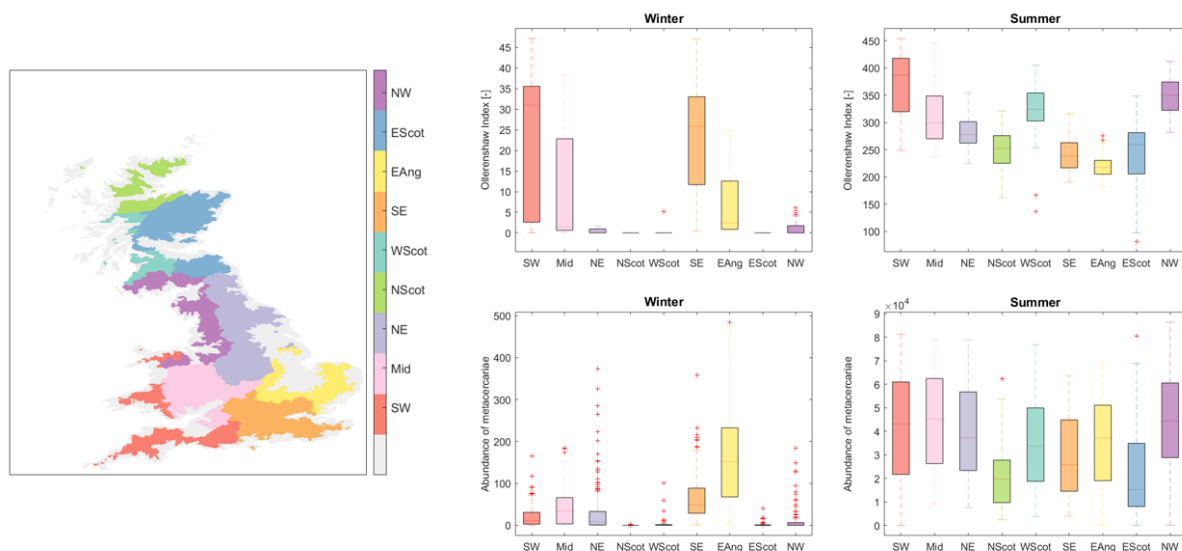 NW
EScot
EAng
SE
WScot
NScot
NE
Mid
SW
Winter
Ollerenshaw Index [-]
45
40
35
30
25
20
15
10
5
0
SW Mid NE NScot WScot SE EAng EScot NW
Summer
Ollerenshaw Index [-]
450
400
350
300
250
200
150
100
SW Mid NE NScot WScot SE EAng EScot NW
Winter
Abundance of metacercariae
500
400
300
200
100
0
SW Mid NE NScot WScot SE EAng EScot NW
Summer
× 10⁴
Abundance of metacercariae
9
8
7
6
5
4
3
2
1
0
SW Mid NE NScot WScot SE EAng EScot NW